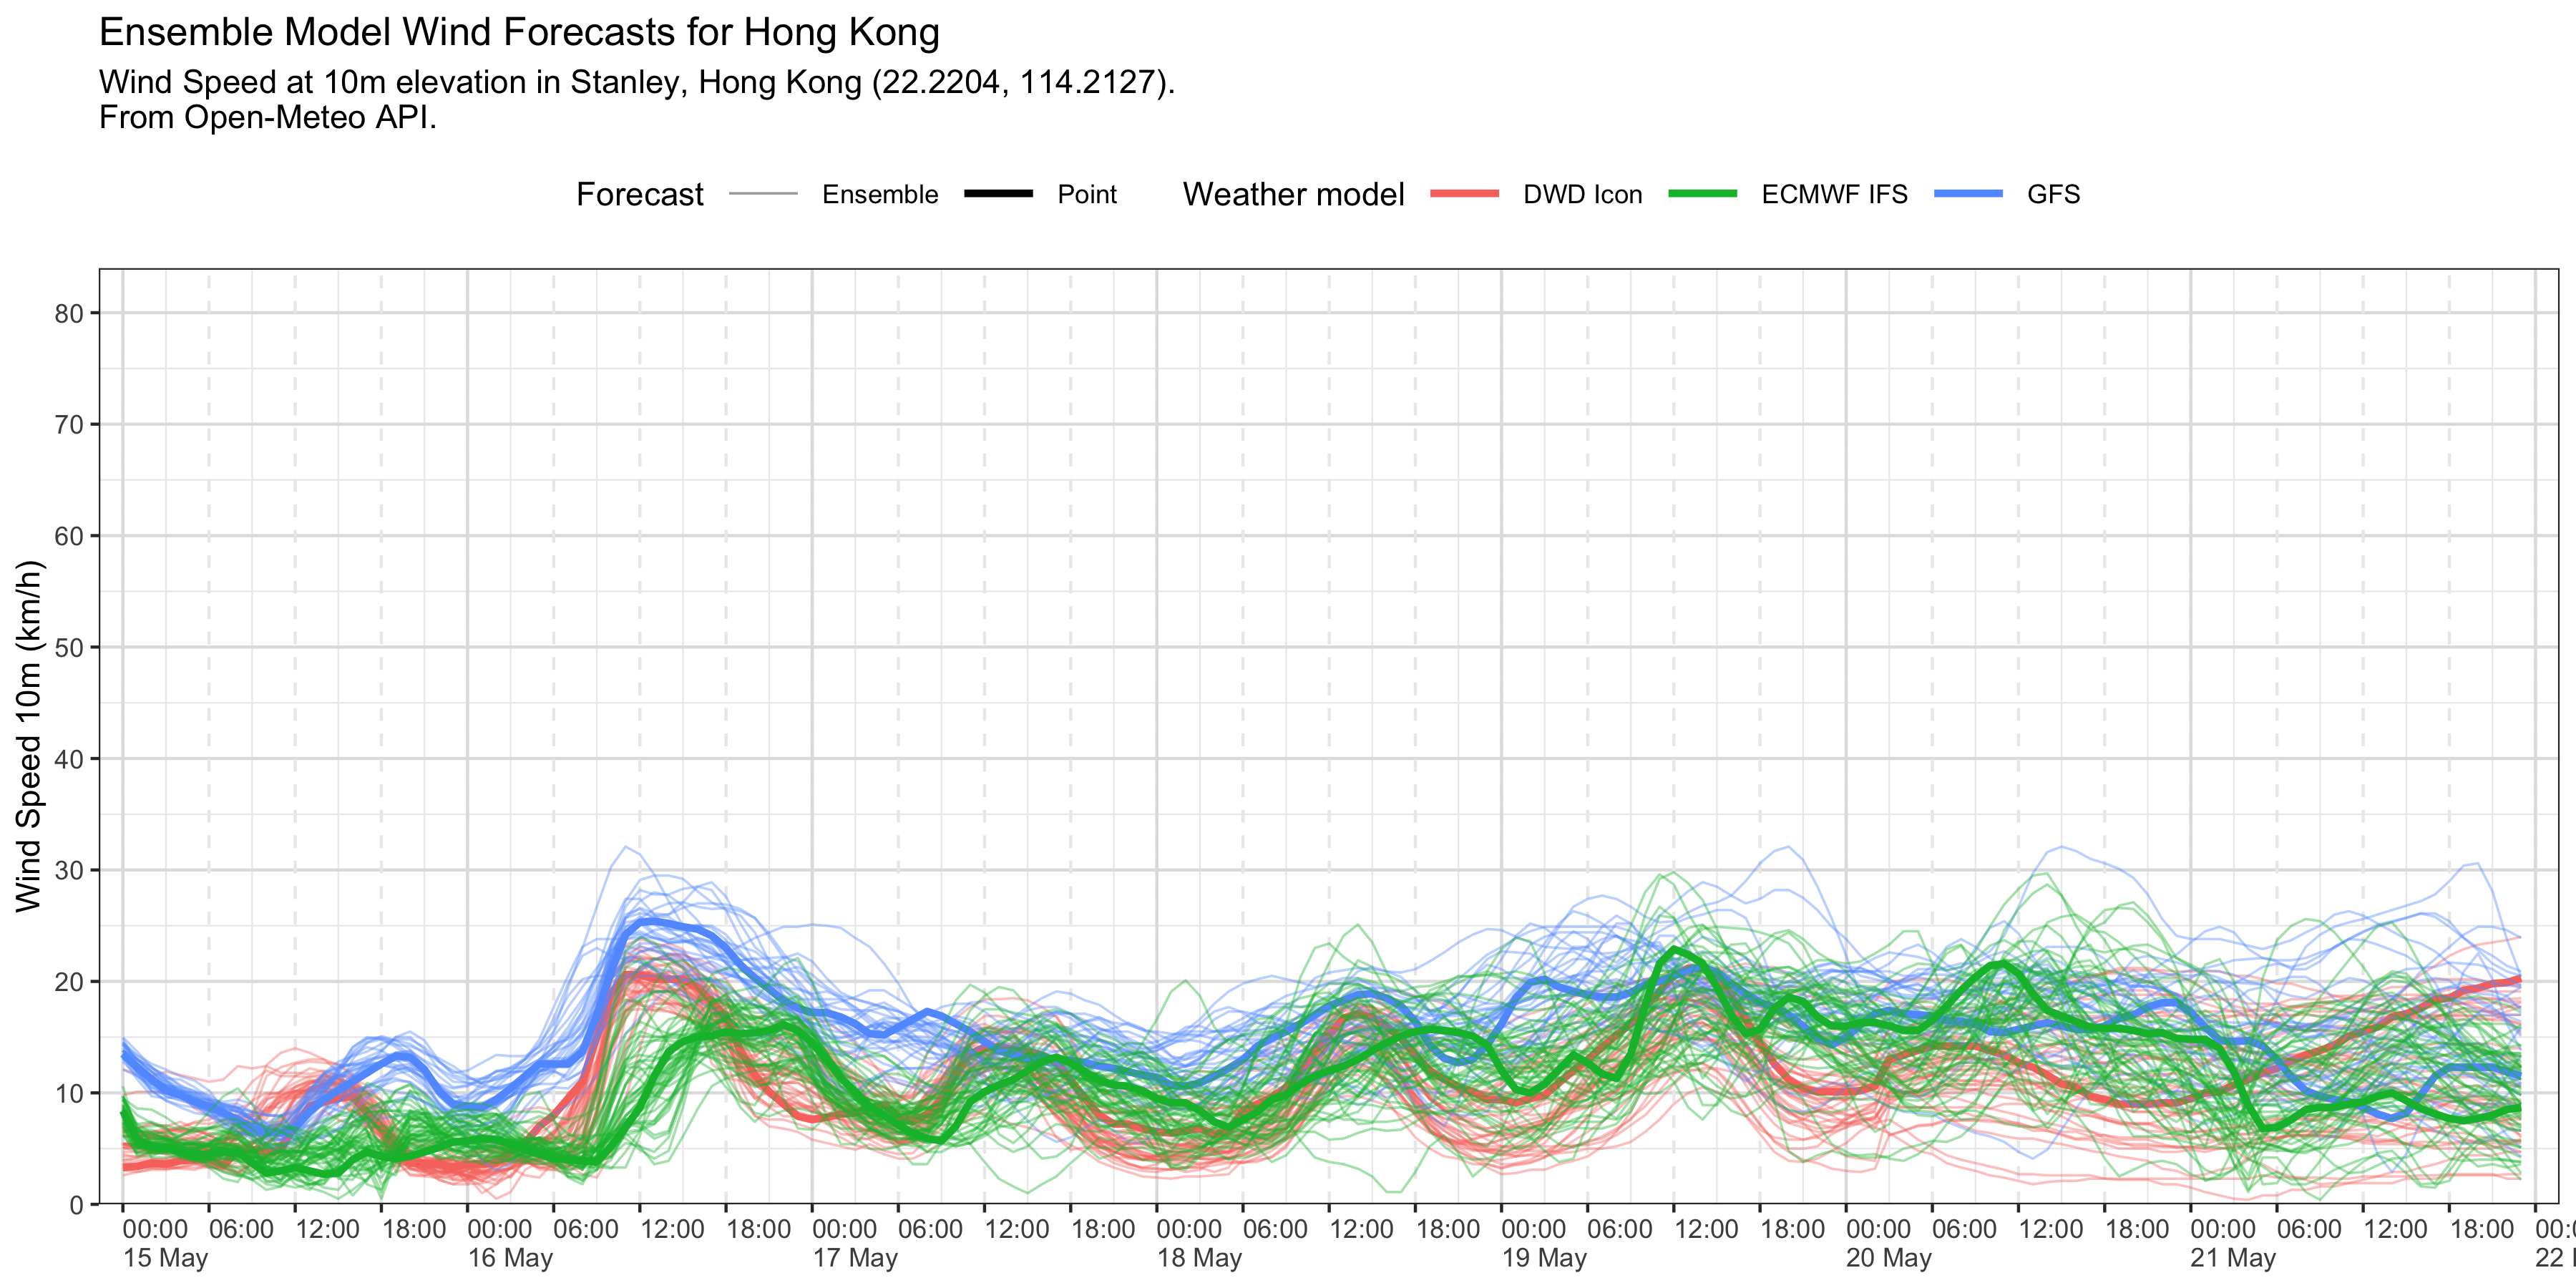 Ensemble Model Wind Forecasts for Hong Kong
Wind Speed at 10m elevation in Stanley, Hong Kong (22.2204, 114.2127).
From Open-Meteo API.
Forecast Ensemble Point Weather model DWD Icon ECMWF IFS GFS
Wind Speed 10m (km/h)
80
70
60
50
40
30
20
10
0
00:00 06:00 12:00 18:00 00:00 06:00 12:00 18:00 00:00 06:00 12:00 18:00 00:00 06:00 12:00 18:00 00:00 06:00 12:00 18:00 00:00 06:00 12:00 18:00 00:00 06:00 12:00 18:00
15 May 16 May 17 May 18 May 19 May 20 May 21 May 22